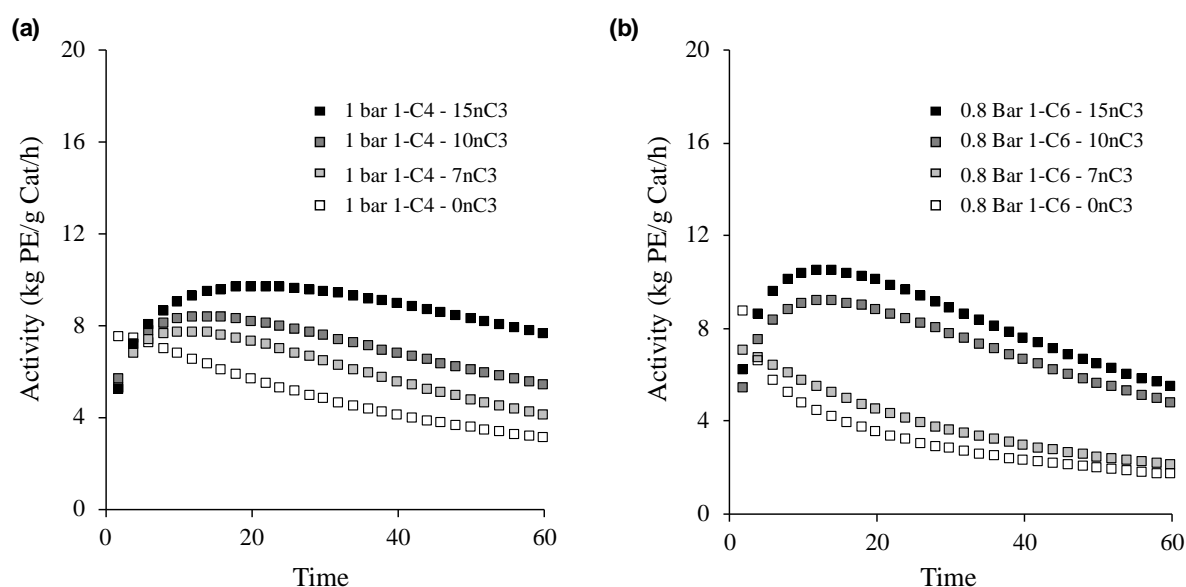 (a)
20
16
12
8
4
0
Activity (kg PE/g Cat/h)
1 bar 1-C4 - 15nC3
1 bar 1-C4 - 10nC3
1 bar 1-C4 - 7nC3
1 bar 1-C4 - 0nC3
0
20
40
60
Time
(b)
20
16
12
8
4
0
Activity (kg PE/g Cat/h)
0.8 Bar 1-C6 - 15nC3
0.8 Bar 1-C6 - 10nC3
0.8 Bar 1-C6 - 7nC3
0.8 Bar 1-C6 - 0nC3
0
20
40
60
Time